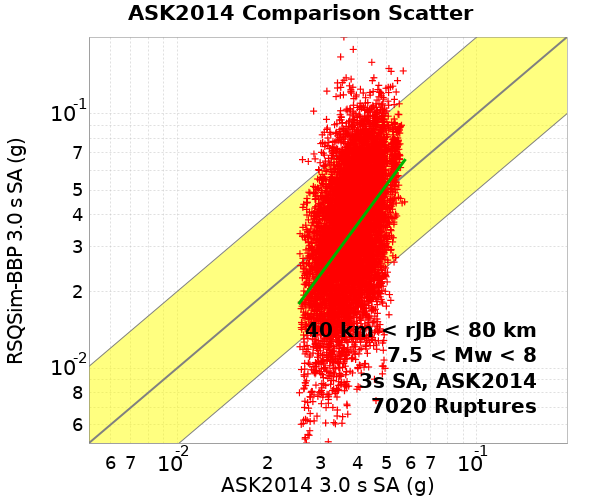 ASK2014 Comparison Scatter
RSQSim-BBP 3.0 s SA (g)
10^-1
7
5
4
3
2
10^-2
8
6
40 km < rJB < 80 km
7.5 < Mw < 8
3s SA, ASK2014
7020 Ruptures
6 7 10^-2 2 3 4 5 6 7 10^-1
ASK2014 3.0 s SA (g)